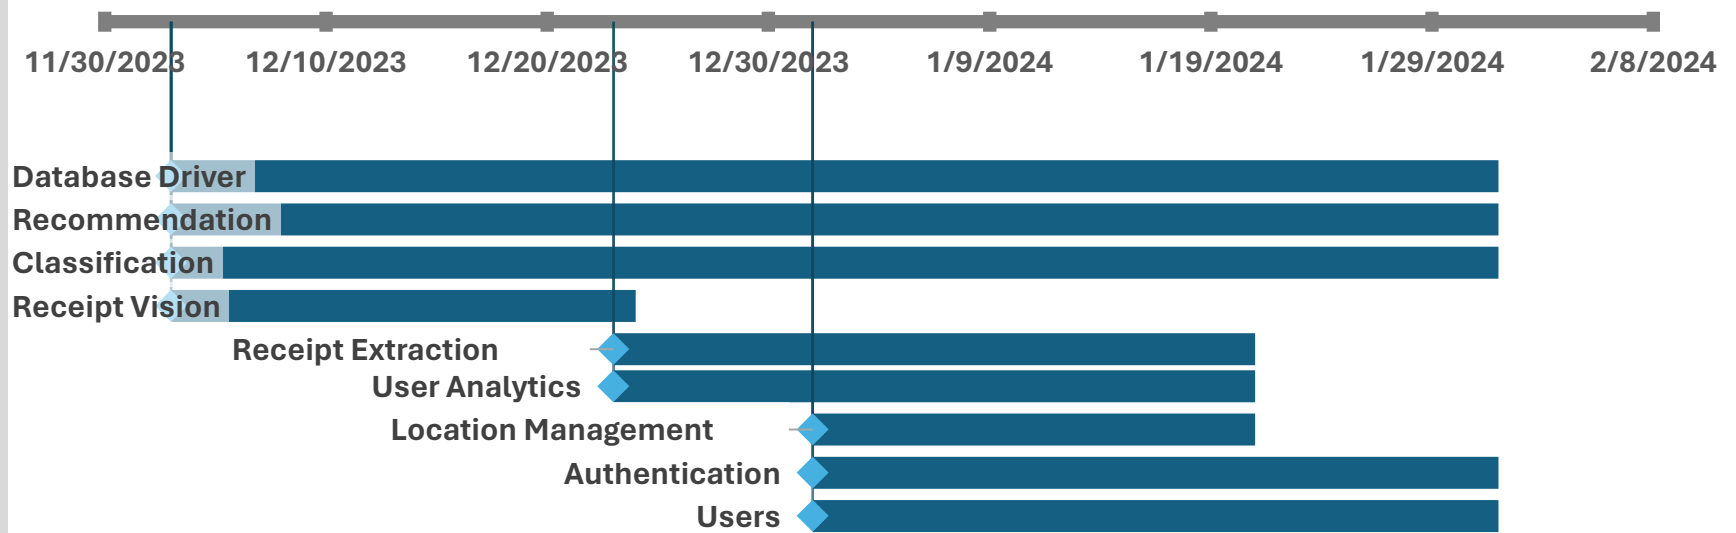 11/30/2023 12/10/2023 12/20/2023 12/30/2023 1/9/2024 1/19/2024 1/29/2024 2/8/2024
Database Driver
Recommendation
Classification
Receipt Vision
Receipt Extraction
User Analytics
Location Management
Authentication
Users